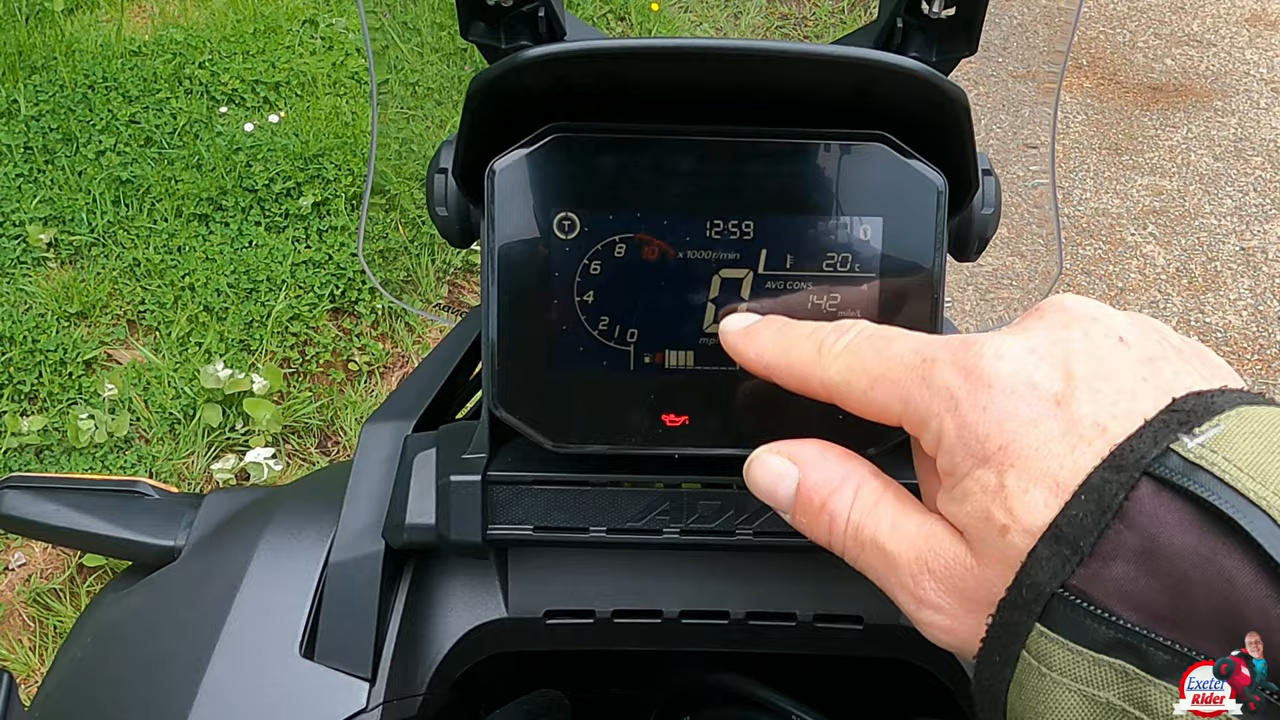 T
12:59
8
10
x 1000 r/min
6
20 c
4
AVG CONS.
A
142
mile/L
0
2
1 0
mph
ADV
Exeter
Rider